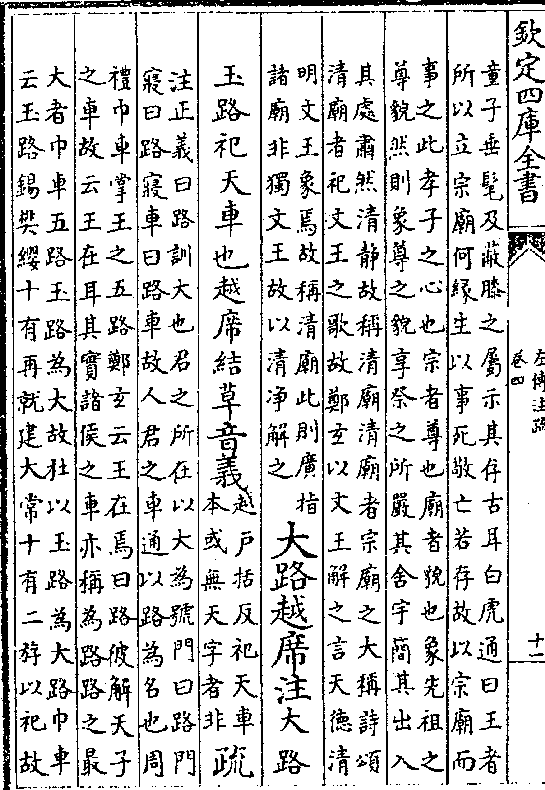 欽定四庫全書
左傳注疏
卷四
十二
童子垂髦及蔽膝之屬示其存古耳白虎通曰王者
所以立宗廟何緣生以事死敬亡若存故以宗廟而
事之此孝子之心也宗者尊也廟者貌也象先祖之
尊貌然則象尊之貌享祭之所嚴其舍宇簡其出入
其處肅然清静故稱清廟清廟者宗廟之大稱詩頌
清廟者祀文王之歌故鄭玄以文王解之言天德清
明文王象焉故稱清廟此則廣指
諸廟非獨文王故以清净解之
大路越席注大路
玉路祀天車也越席結草音義
越户括反祀天車
本或無天字者非
疏
注正義曰路訓大也君之所在以大為號門曰路門
寢曰路寢車曰路車故人君之車通以路為名也周
禮巾車掌王之五路鄭玄云王在焉曰路彼解天子
之車故云王在耳其實諸侯之車亦稱為路路之最
大者巾車五路玉路為大故杜以玉路為大路巾車
云玉路錫樊纓十有再就建大常十有二斿以祀故